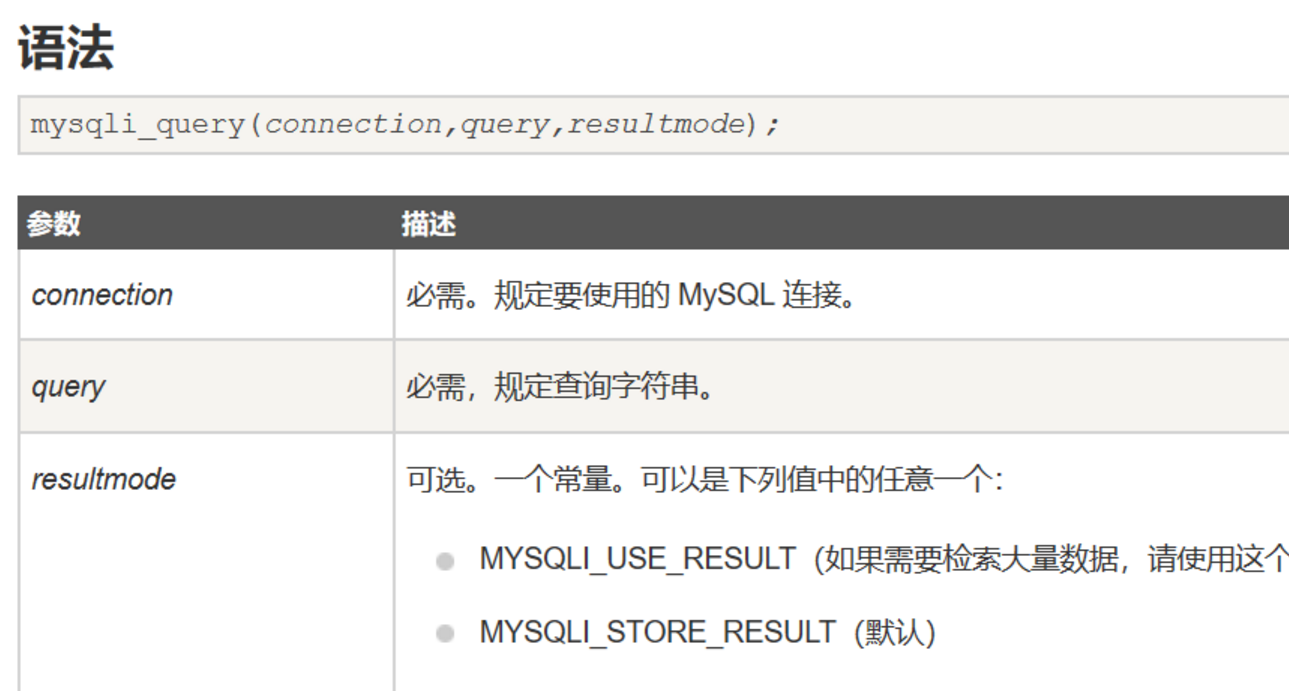 语法
mysqli_query(connection,query,resultmode);
参数 描述
connection 必需。规定要使用的 MySQL 连接。
query 必需，规定查询字符串。
resultmode 可选。一个常量。可以是下列值中的任意一个：
MYSQLI_USE_RESULT（如果需要检索大量数据，请使用这个
MYSQLI_STORE_RESULT（默认）